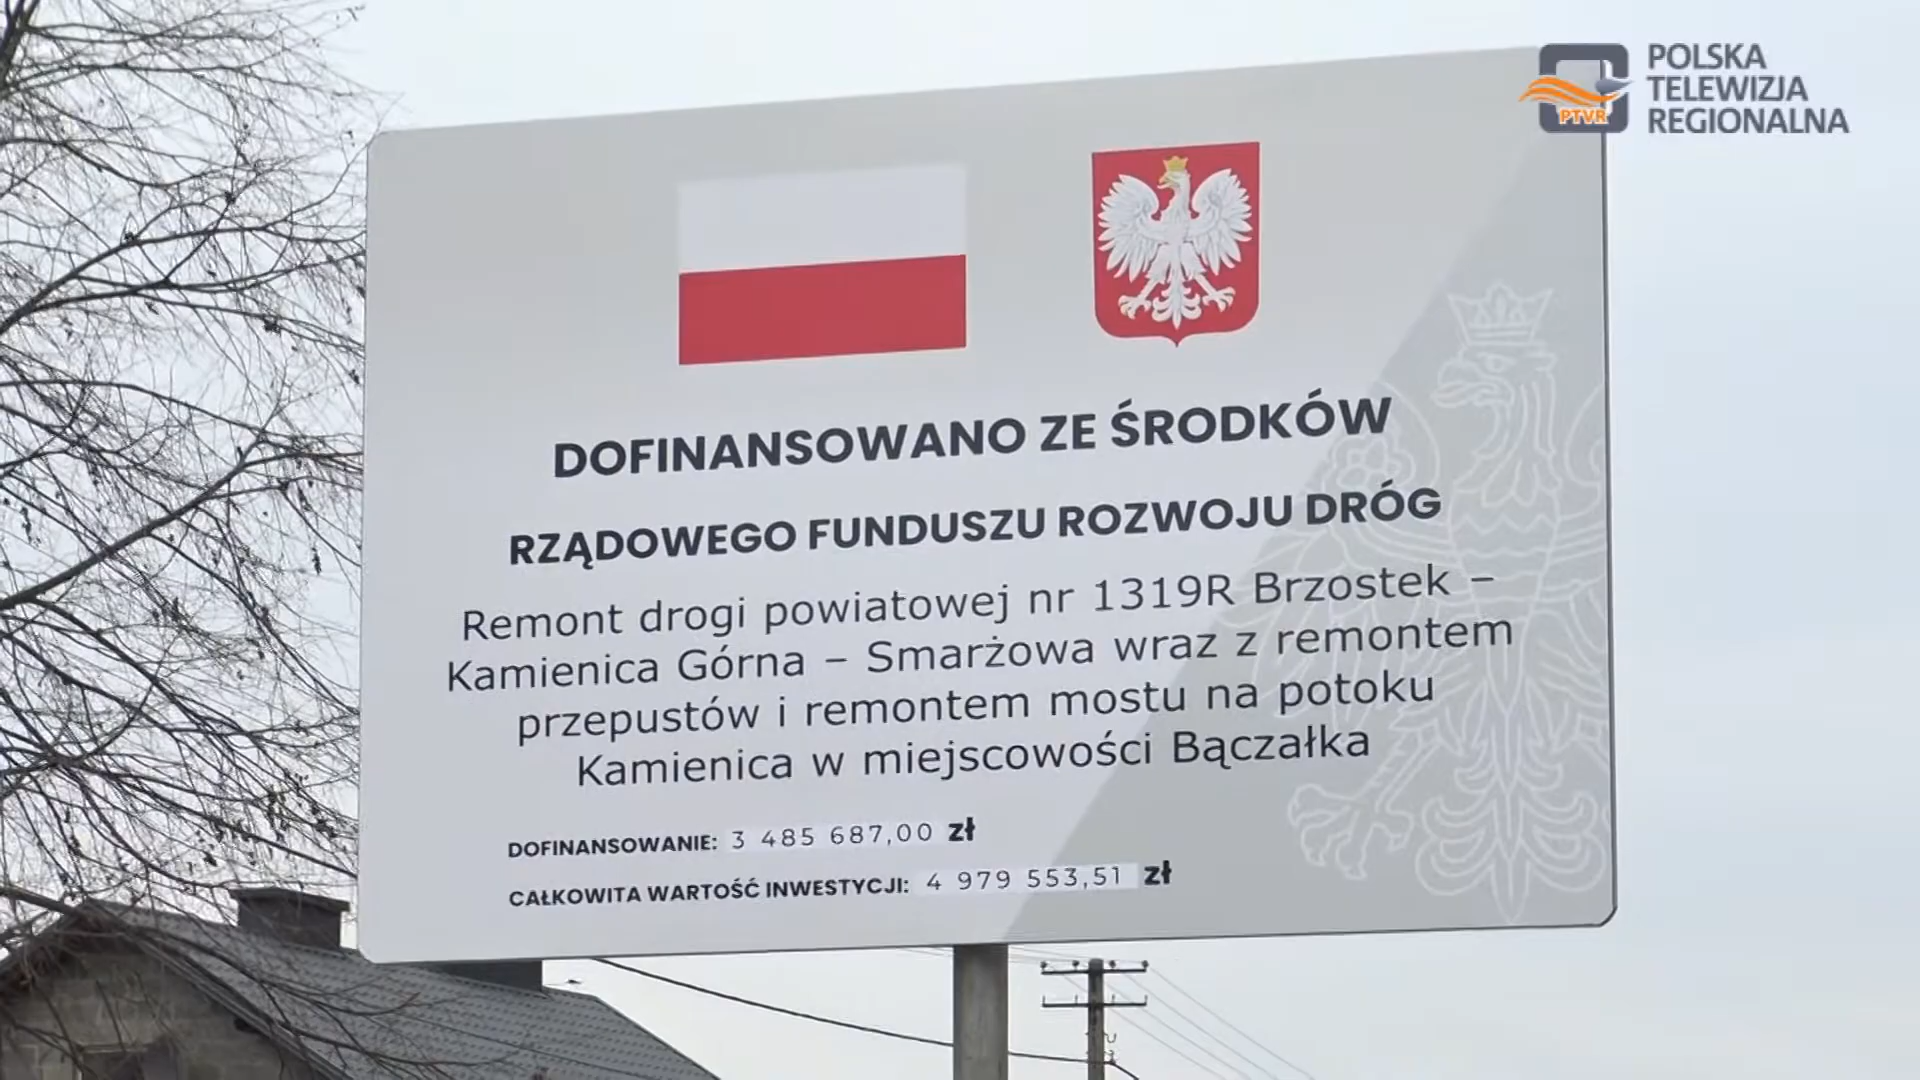 POLSKA
TELEWIZJA
REGIONALNA
PTVR
DOFINANSOWANO ZE ŚRODKÓW
RZĄDOWEGO FUNDUSZU ROZWOJU DRÓG
Remont drogi powiatowej nr 1319R Brzostek –
Kamienica Górna – Smarżowa wraz z remontem
przepustów i remontem mostu na potoku
Kamienica w miejscowości Bączałka
DOFINANSOWANIE: 3 485 687,00 zł
CAŁKOWITA WARTOŚĆ INWESTYCJI: 4 979 553,51 zł